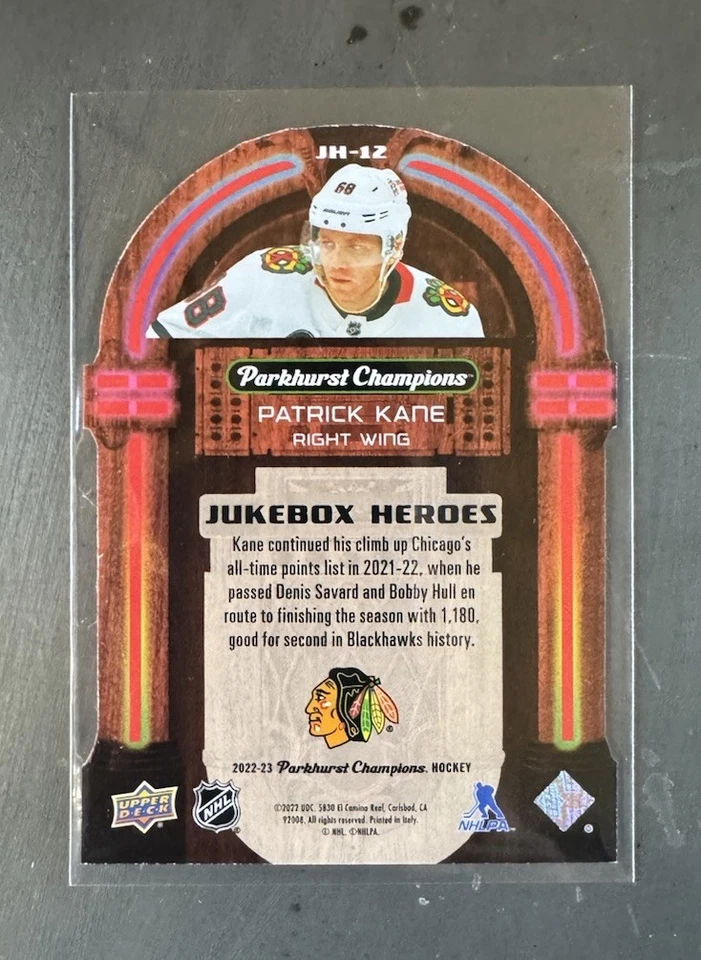 JH-12
68
BAUER
68
Parkhurst Champions™
PATRICK KANE
RIGHT WING
JUKEBOX HEROES
Kane continued his climb up Chicago's
all-time points list in 2021-22, when he
passed Denis Savard and Bobby Hull en
route to finishing the season with 1,180,
good for second in Blackhawks history.
®
2022-23 Parkhurst Champions. HOCKEY
©2022 UDC. 5830 El Camino Real, Carlsbad, CA
92008. All rights reserved. Printed in Italy.
© NHL. ©NHLPA.
UPPER
D·E·C·K
NHL
NHLPA